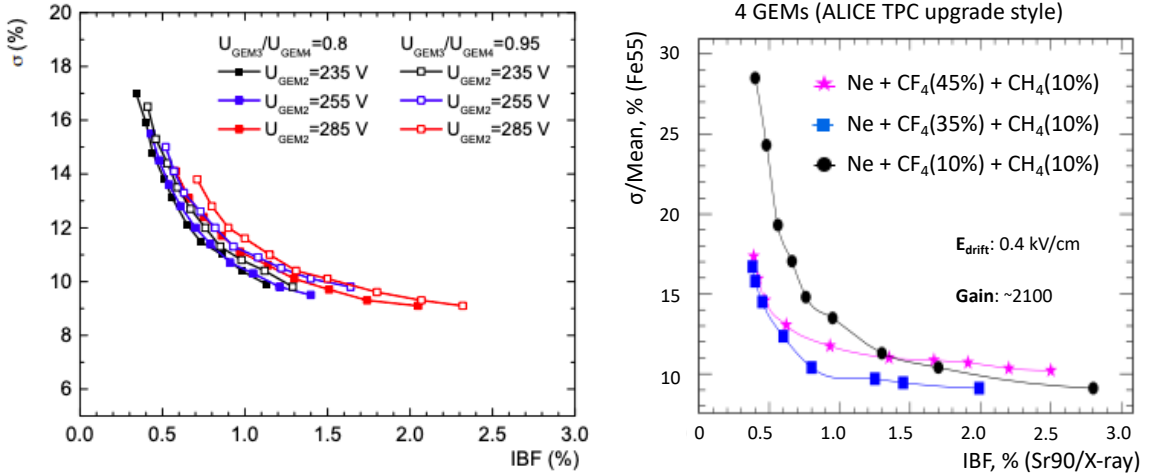 σ (%)
20
18
16
14
12
10
8
6
U_GEM3/U_GEM4=0.8
U_GEM2=235 V
U_GEM2=255 V
U_GEM2=285 V
U_GEM3/U_GEM4=0.95
U_GEM2=235 V
U_GEM2=255 V
U_GEM2=285 V
0.0 0.5 1.0 1.5 2.0 2.5 3.0
IBF (%)
4 GEMs (ALICE TPC upgrade style)
σ/Mean, % (Fe55)
30
25
20
15
10
Ne + CF4(45%) + CH4(10%)
Ne + CF4(35%) + CH4(10%)
Ne + CF4(10%) + CH4(10%)
E_drift: 0.4 kV/cm
Gain: ~2100
0.5 1.0 1.5 2.0 2.5 3.0
IBF, % (Sr90/X-ray)